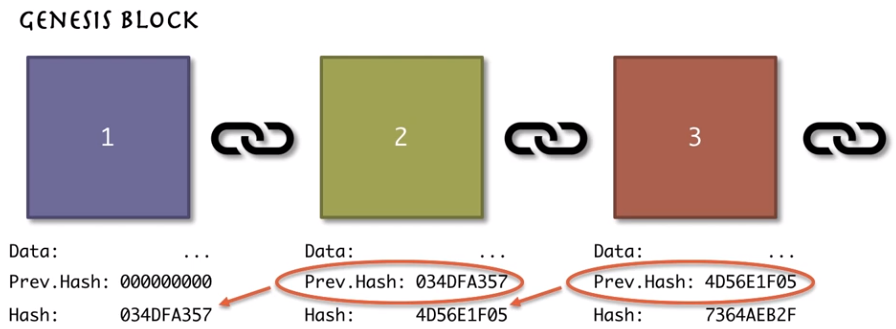 GENESIS BLOCK
1
2
3
Data: ...
Prev.Hash: 000000000
Hash: 034DFA357
Data: ...
Prev.Hash: 034DFA357
Hash: 4D56E1F05
Data: ...
Prev.Hash: 4D56E1F05
Hash: 7364AEB2F